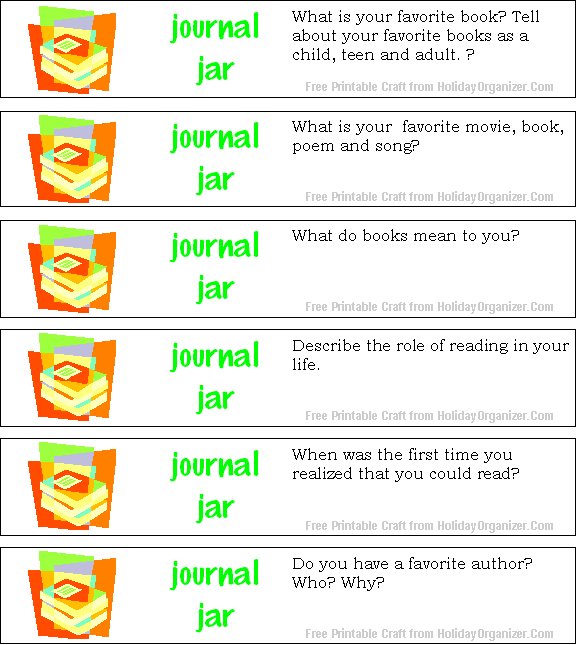 journal
jar
What is your favorite book? Tell
about your favorite books as a
child, teen and adult. ?
Free Printable Craft from HolidayOrganizer.Com
journal
jar
What is your  favorite movie, book,
poem and song?
Free Printable Craft from HolidayOrganizer.Com
journal
jar
What do books mean to you?
Free Printable Craft from HolidayOrganizer.Com
journal
jar
Describe the role of reading in your
life.
Free Printable Craft from HolidayOrganizer.Com
journal
jar
When was the first time you
realized that you could read?
Free Printable Craft from HolidayOrganizer.Com
journal
jar
Do you have a favorite author?
Who? Why?
Free Printable Craft from HolidayOrganizer.Com